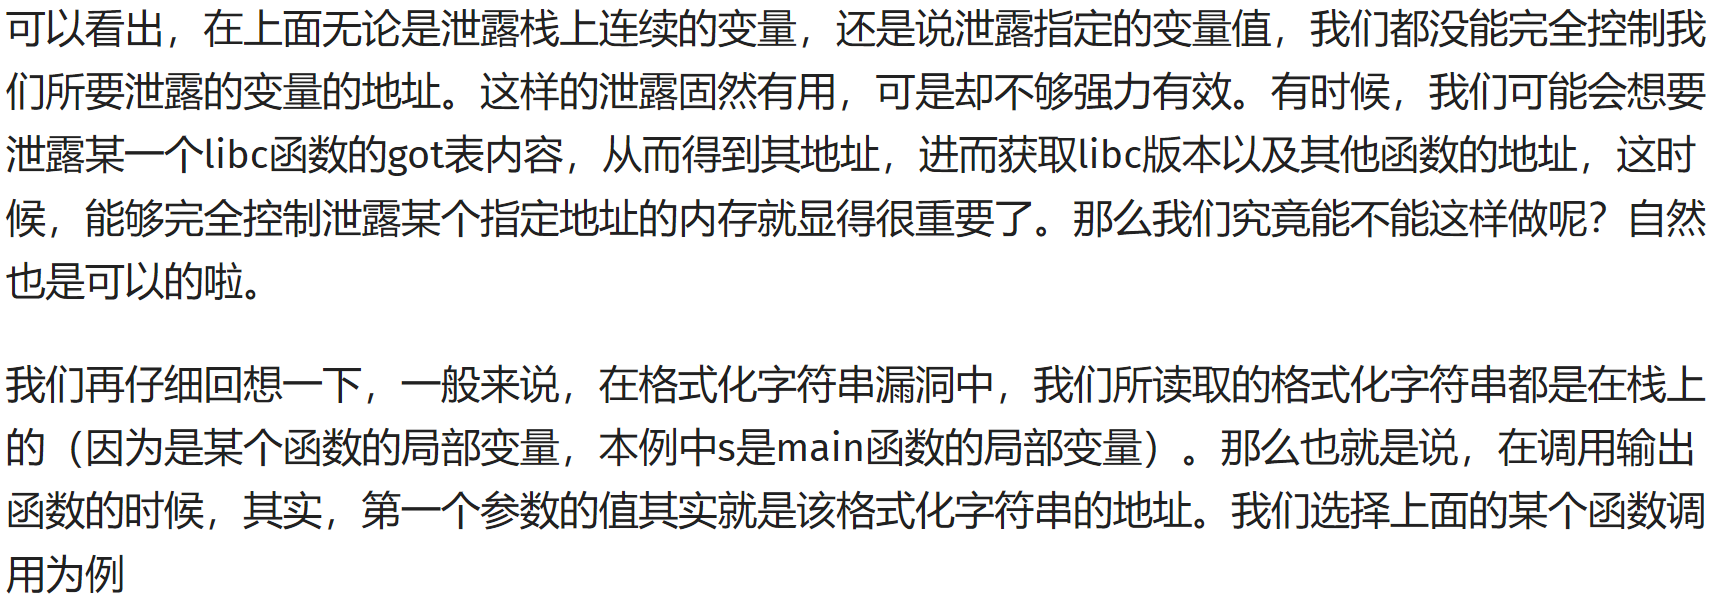 可以看出，在上面无论是泄露栈上连续的变量，还是说泄露指定的变量值，我们都没能完全控制我
们所要泄露的变量的地址。这样的泄露固然有用，可是却不够强力有效。有时候，我们可能会想要
泄露某一个libc函数的got表内容，从而得到其地址，进而获取libc版本以及其他函数的地址，这时
候，能够完全控制泄露某个指定地址的内存就显得很重要了。那么我们究竟能不能这样做呢？自然
也是可以的啦。
我们再仔细回想一下，一般来说，在格式化字符串漏洞中，我们所读取的格式化字符串都是在栈上
的（因为是某个函数的局部变量，本例中s是main函数的局部变量）。那么也就是说，在调用输出
函数的时候，其实，第一个参数的值其实就是该格式化字符串的地址。我们选择上面的某个函数调
用为例